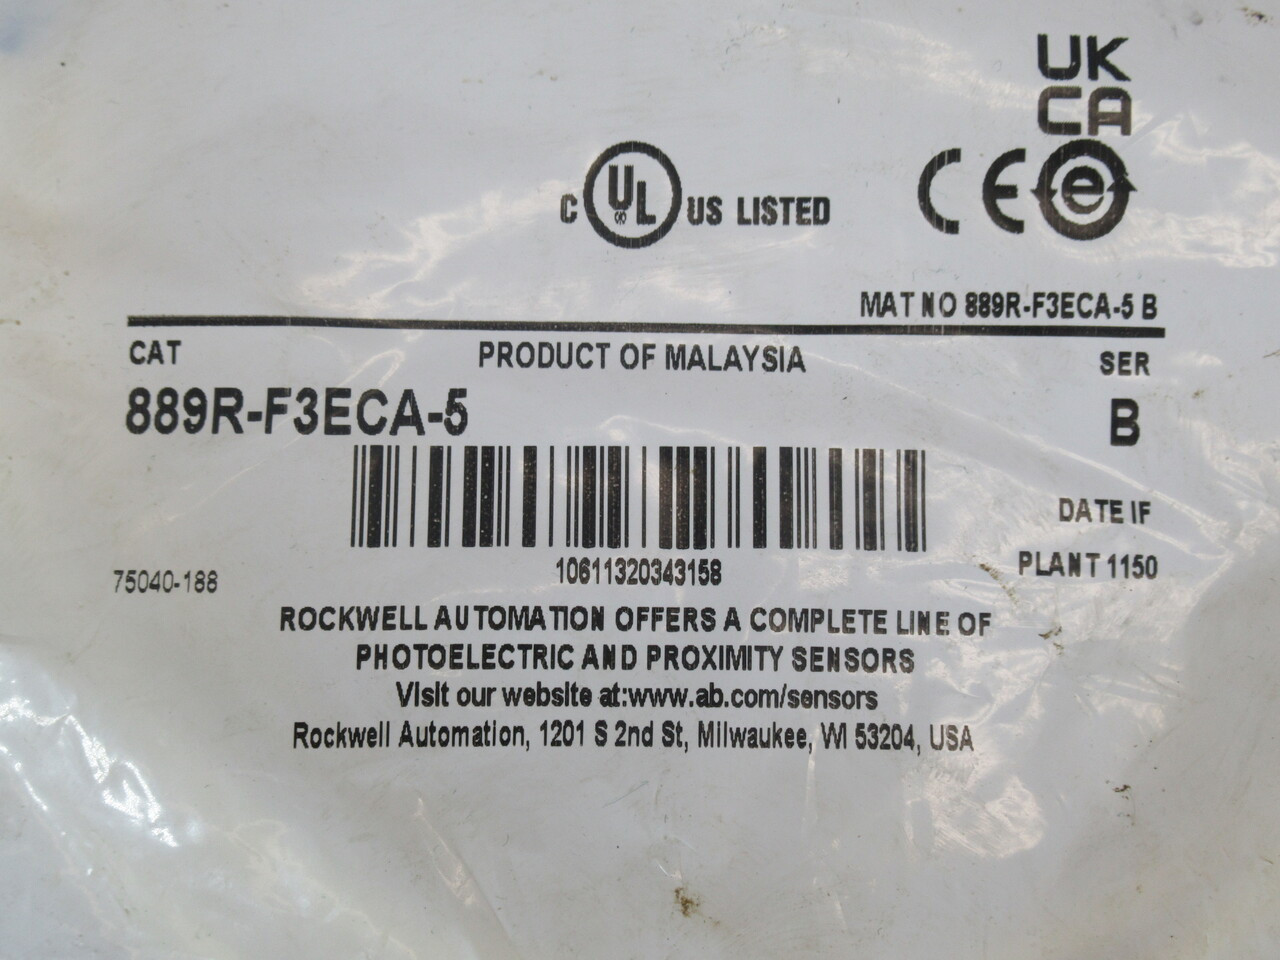 UK
CA
C UL US LISTED
CE e
MAT NO 889R-F3ECA-5 B
CAT PRODUCT OF MALAYSIA SER
889R-F3ECA-5 B
DATE IF
75040-188 10611320343158 PLANT 1150
ROCKWELL AUTOMATION OFFERS A COMPLETE LINE OF
PHOTOELECTRIC AND PROXIMITY SENSORS
Visit our website at:www.ab.com/sensors
Rockwell Automation, 1201 S 2nd St, Milwaukee, WI 53204, USA